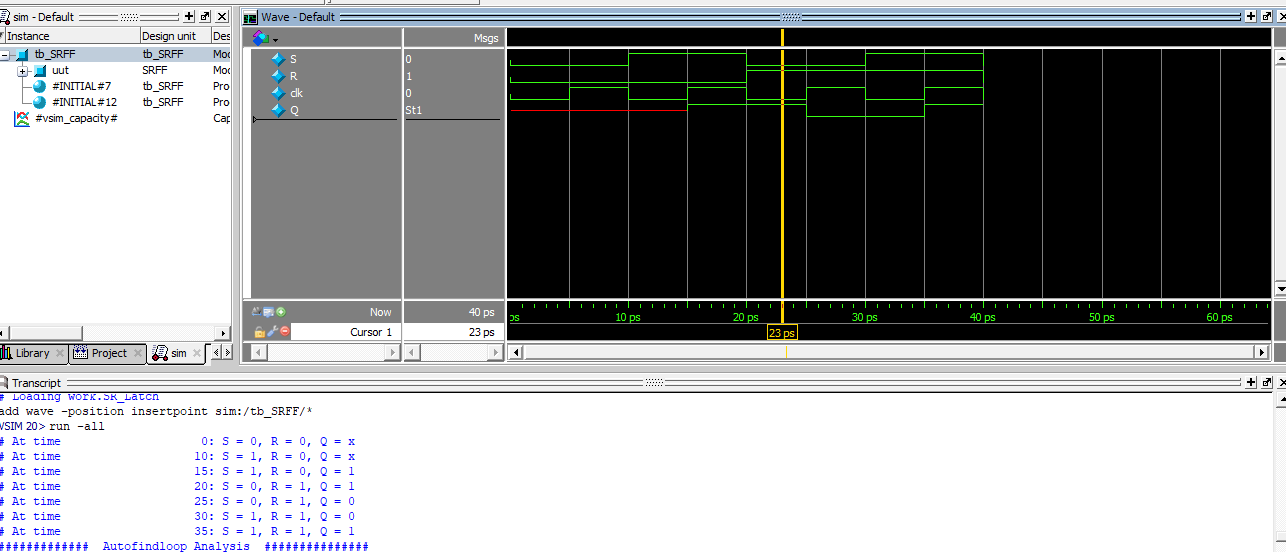 sim - Default
Instance Design unit De
tb_SRFF tb_SRFF Mod
uut SRFF Mod
#INITIAL#7 tb_SRFF Pro
#INITIAL#12 tb_SRFF Pro
#vsim_capacity# Cap
Library Project sim
Wave - Default
Msgs
S 0
R 1
clk 0
Q St1
Now 40 ps
Cursor 1 23 ps
ps 10 ps 20 ps 30 ps 40 ps 50 ps 60 ps
23 ps
Transcript
# Loading work.SR_Latch
add wave -position insertpoint sim:/tb_SRFF/*
VSIM 20> run -all
# At time 0: S = 0, R = 0, Q = x
# At time 10: S = 1, R = 0, Q = x
# At time 15: S = 1, R = 0, Q = 1
# At time 20: S = 0, R = 1, Q = 1
# At time 25: S = 0, R = 1, Q = 0
# At time 30: S = 1, R = 1, Q = 0
# At time 35: S = 1, R = 1, Q = 1
############# Autofindloop Analysis ###############